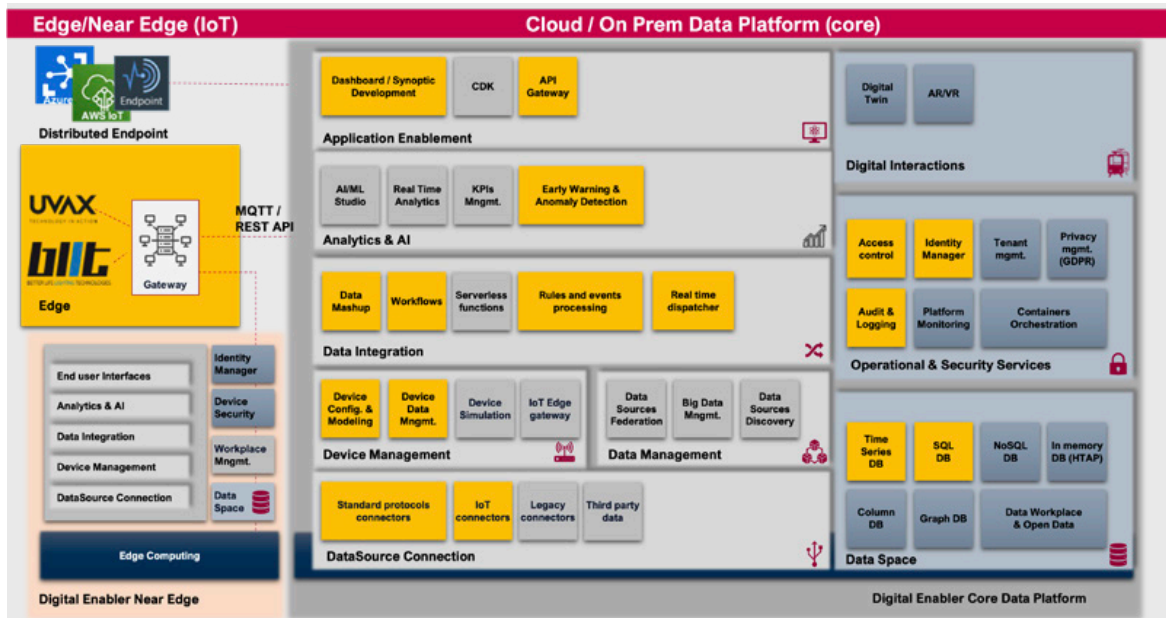 Edge/Near Edge (IoT)
Cloud / On Prem Data Platform (core)
Azure
AWS IoT
Endpoint
Distributed Endpoint
UVAX
TECHNOLOGY IN ACTION
BETTER LIFE LIGHTING TECHNOLOGIES
Gateway
Edge
MQTT /
REST API
End user Interfaces
Analytics & AI
Data Integration
Device Management
DataSource Connection
Identity
Manager
Device
Security
Workplace
Mngmt.
Data
Space
Edge Computing
Digital Enabler Near Edge
Dashboard / Synoptic
Development
CDK
API
Gateway
Application Enablement
AI/ML
Studio
Real Time
Analytics
KPIs
Mngmt.
Early Warning &
Anomaly Detection
Analytics & AI
Data
Mashup
Workflows
Serverless
functions
Rules and events
processing
Real time
dispatcher
Data Integration
Device
Config. &
Modeling
Device
Data
Mngmt.
Device
Simulation
IoT Edge
gateway
Device Management
Data
Sources
Federation
Big Data
Mngmt.
Data
Sources
Discovery
Data Management
Standard protocols
connectors
IoT
connectors
Legacy
connectors
Third party
data
DataSource Connection
Digital
Twin
AR/VR
Digital Interactions
Access
control
Identity
Manager
Tenant
mgmt.
Privacy
mgmt.
(GDPR)
Audit &
Logging
Platform
Monitoring
Containers
Orchestration
Operational & Security Services
Time
Series
DB
SQL
DB
NoSQL
DB
In memory
DB (HTAP)
Column
DB
Graph DB
Data Workplace
& Open Data
Data Space
Digital Enabler Core Data Platform